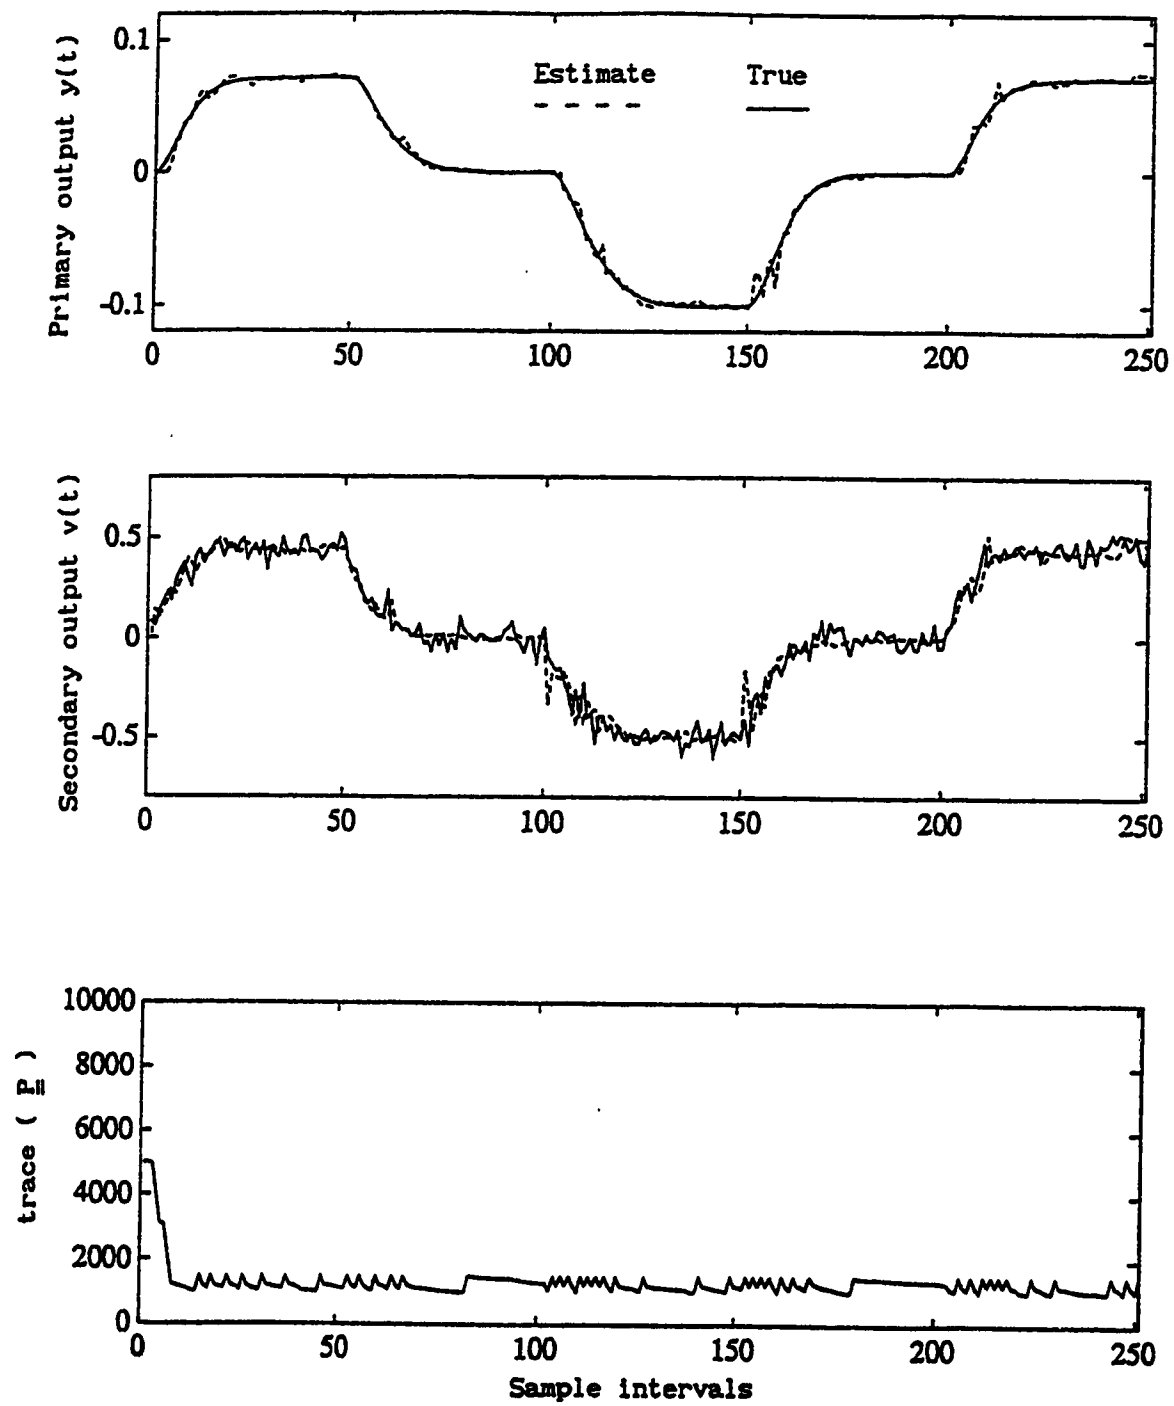 Primary output y(t)
0.1
0
-0.1
Estimate True
0 50 100 150 200 250
Secondary output v(t)
0.5
0
-0.5
0 50 100 150 200 250
trace ( P )
10000
8000
6000
4000
2000
0
0 50 100 150 200 250
Sample intervals